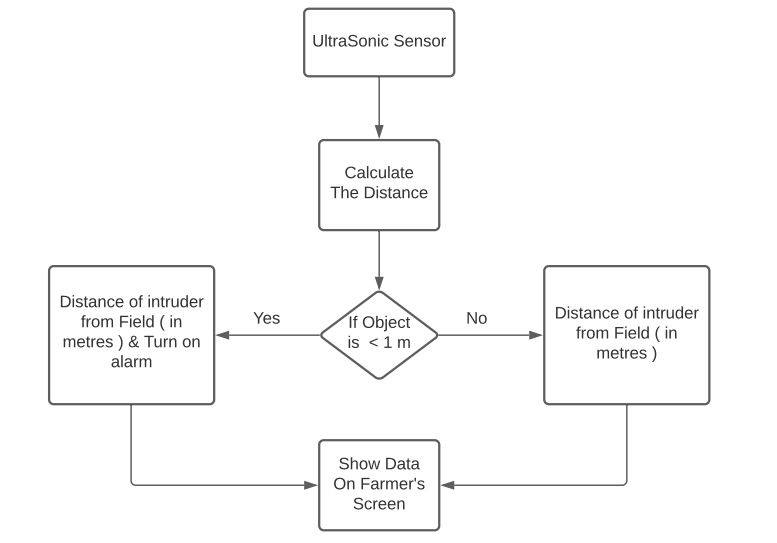 UltraSonic Sensor
Calculate
The Distance
If Object
is < 1 m
Yes
No
Distance of intruder
from Field ( in
metres ) & Turn on
alarm
Distance of intruder
from Field ( in
metres )
Show Data
On Farmer's
Screen